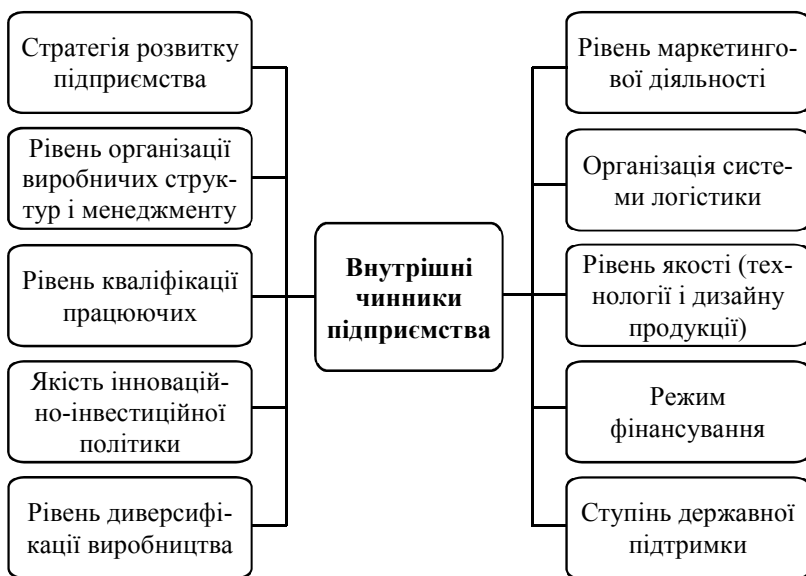 Стратегія розвитку
підприємства
Рівень організації
виробничих струк-
тур і менеджменту
Рівень кваліфікації
працюючих
Якість інновацій-
но-інвестиційної
політики
Рівень диверсифі-
кації виробництва
Внутрішні
чинники
підприємства
Рівень маркетинго-
вої діяльності
Організація систе-
ми логістики
Рівень якості (тех-
нології і дизайну
продукції)
Режим
фінансування
Ступінь державної
підтримки